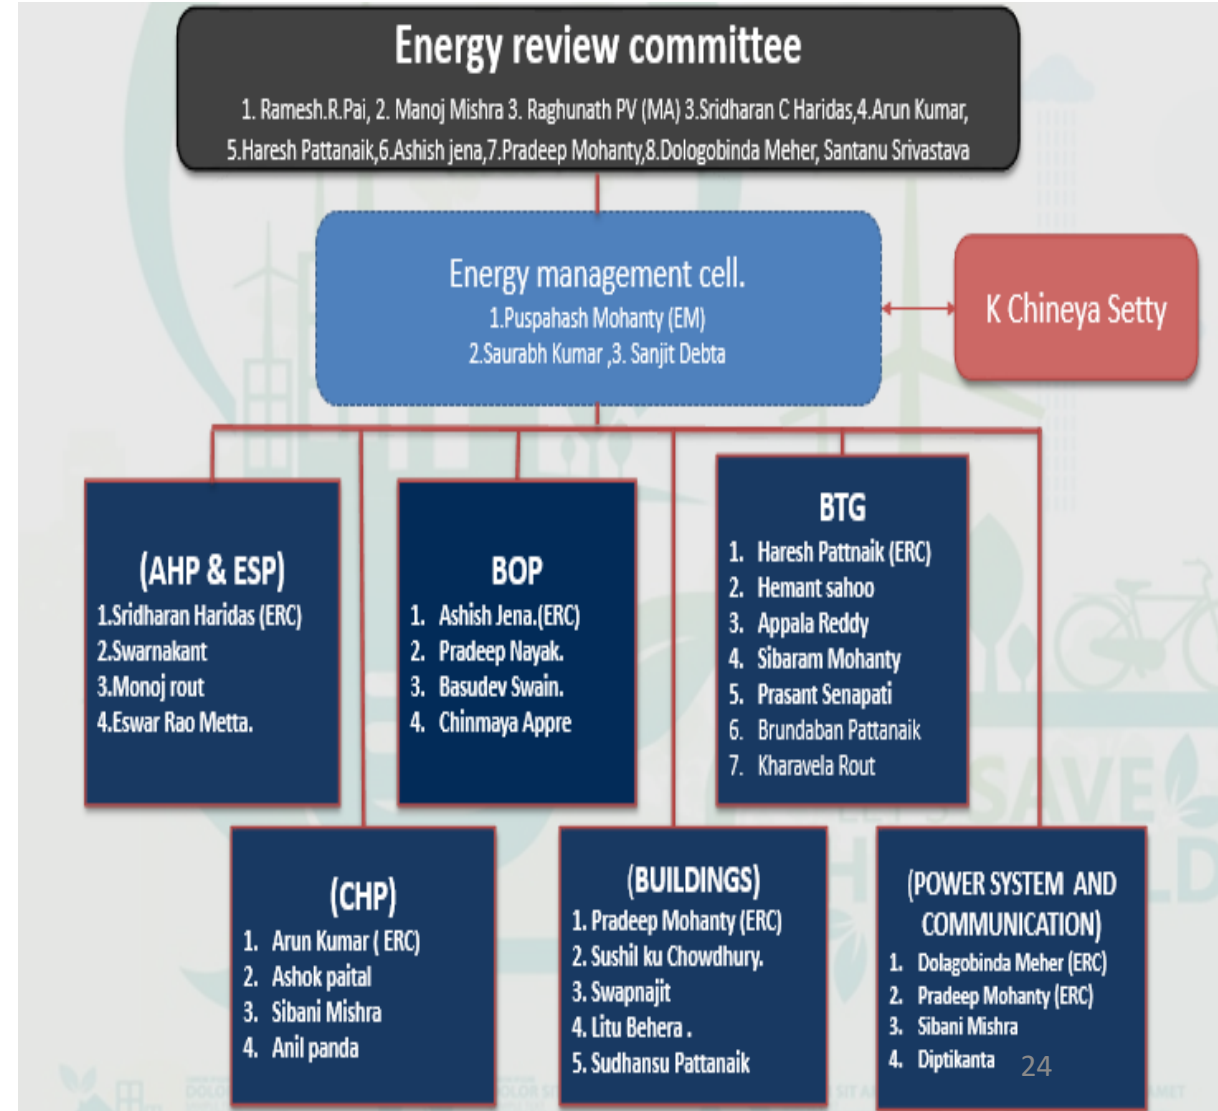 Energy review committee
1. Ramesh.R.Pai, 2. Manoj Mishra 3. Raghunath PV (MA) 3.Sridharan C Haridas,4.Arun Kumar,
5.Haresh Pattanaik,6.Ashish jena,7.Pradeep Mohanty,8.Dologobinda Meher, Santanu Srivastava
Energy management cell.
1.Puspahash Mohanty (EM)
2.Saurabh Kumar ,3. Sanjit Debta
K Chineya Setty
(AHP & ESP)
1.Sridharan Haridas (ERC)
2.Swarnakant
3.Monoj rout
4.Eswar Rao Metta.
BOP
1. Ashish Jena.(ERC)
2. Pradeep Nayak.
3. Basudev Swain.
4. Chinmaya Appre
BTG
1. Haresh Pattnaik (ERC)
2. Hemant sahoo
3. Appala Reddy
4. Sibaram Mohanty
5. Prasant Senapati
6. Brundaban Pattanaik
7. Kharavela Rout
(CHP)
1. Arun Kumar ( ERC)
2. Ashok paital
3. Sibani Mishra
4. Anil panda
(BUILDINGS)
1. Pradeep Mohanty (ERC)
2. Sushil ku Chowdhury.
3. Swapnajit
4. Litu Behera .
5. Sudhansu Pattanaik
(POWER SYSTEM AND
COMMUNICATION)
1. Dolagobinda Meher (ERC)
2. Pradeep Mohanty (ERC)
3. Sibani Mishra
4. Diptikanta
24
SAVE